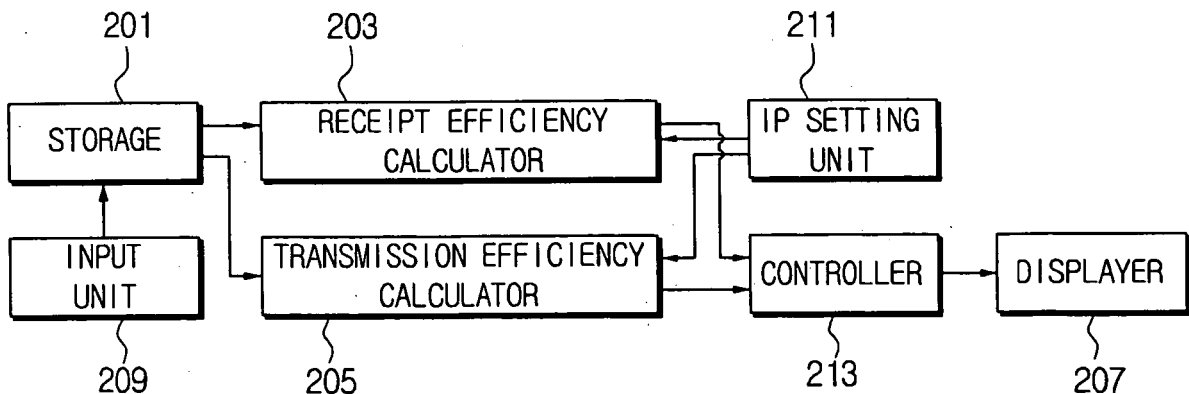 201
203
211
STORAGE
RECEIPT EFFICIENCY
CALCULATOR
IP SETTING
UNIT
INPUT
UNIT
TRANSMISSION EFFICIENCY
CALCULATOR
CONTROLLER
DISPLAYER
209
205
213
207